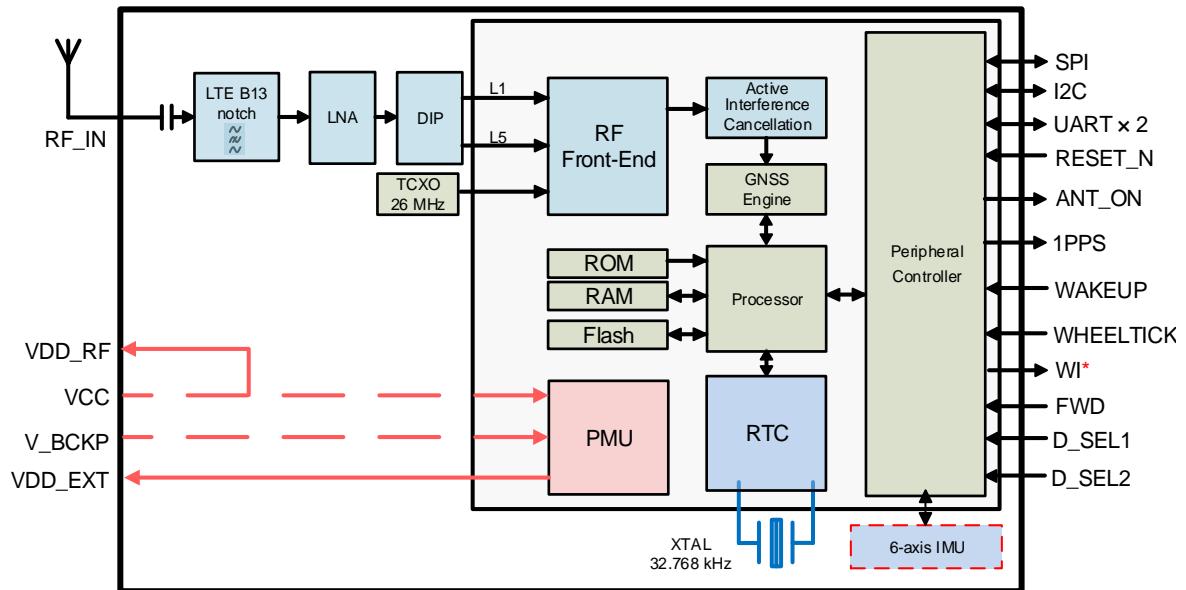 RF_IN
LTE B13
notch
LNA
DIP
L1
L5
TCXO
26 MHz
RF
Front-End
Active
Interference
Cancellation
GNSS
Engine
ROM
RAM
Flash
Processor
Peripheral
Controller
PMU
RTC
XTAL
32.768 kHz
6-axis IMU
VDD_RF
VCC
V_BCKP
VDD_EXT
SPI
I2C
UART × 2
RESET_N
ANT_ON
1PPS
WAKEUP
WHEELTICK
WI*
FWD
D_SEL1
D_SEL2